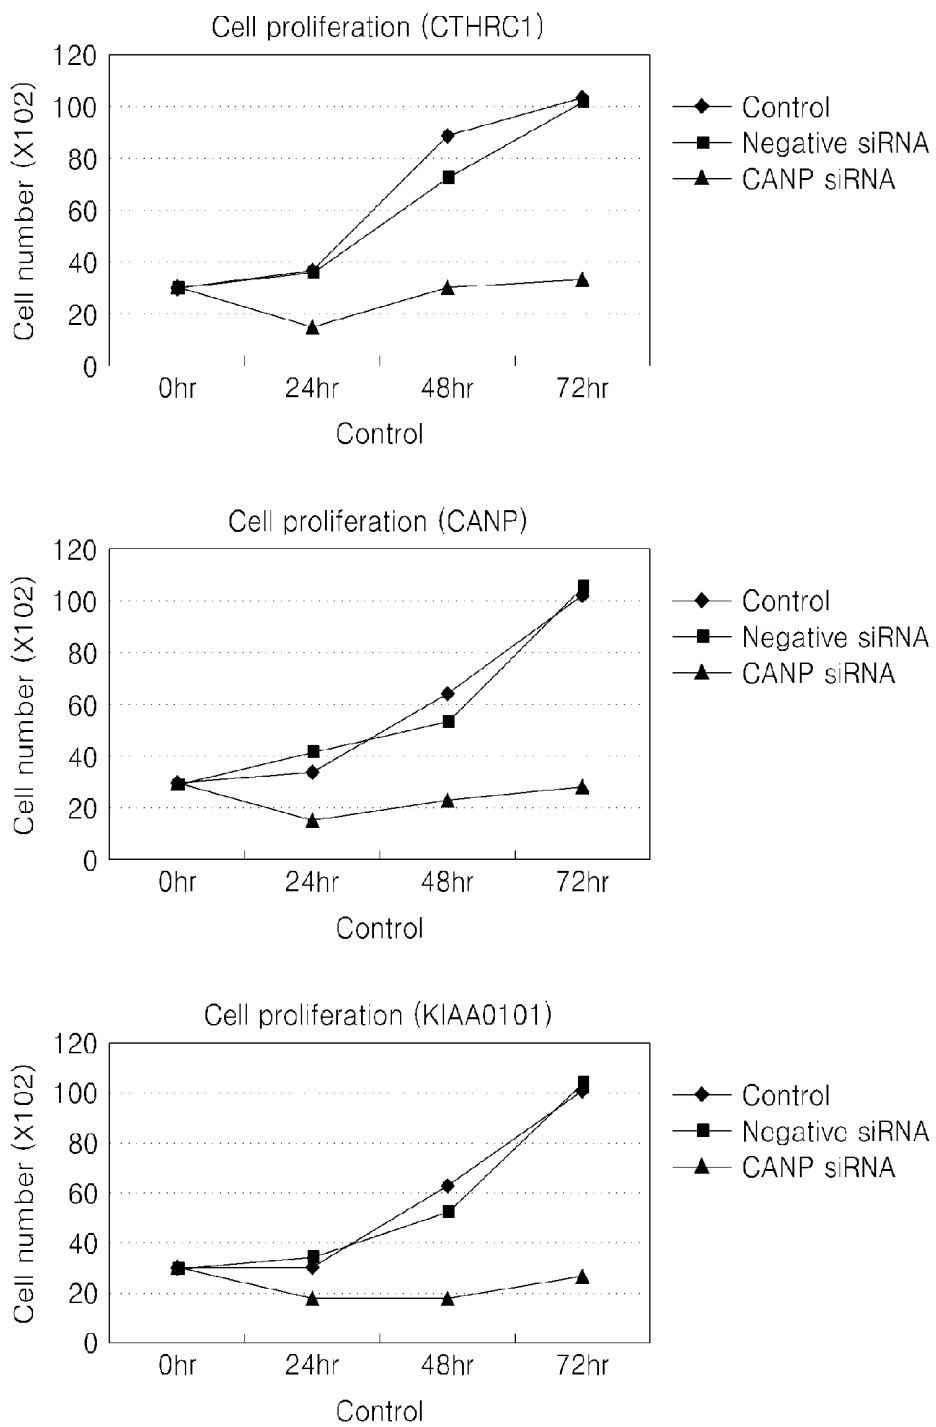 Cell proliferation (CTHRC1)
Cell number (X102)
120
100
80
60
40
20
0
0hr 24hr 48hr 72hr
Control
Control
Negative siRNA
CANP siRNA
Cell proliferation (CANP)
Cell number (X102)
120
100
80
60
40
20
0
0hr 24hr 48hr 72hr
Control
Control
Negative siRNA
CANP siRNA
Cell proliferation (KIAA0101)
Cell number (X102)
120
100
80
60
40
20
0
0hr 24hr 48hr 72hr
Control
Control
Negative siRNA
CANP siRNA